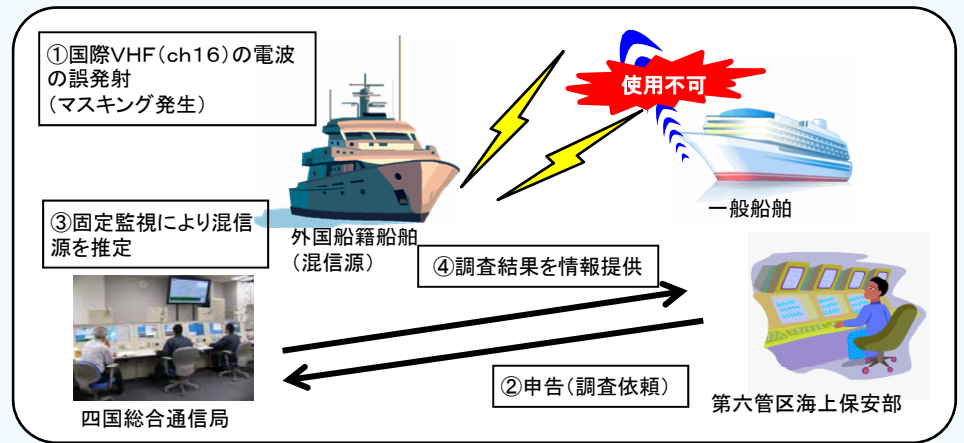 ①国際VHF(ch16)の電波
の誤発射
(マスキング発生)
使用不可
一般船舶
外国船籍船舶
(混信源)
③固定監視により混信
源を推定
④調査結果を情報提供
②申告(調査依頼)
四国総合通信局
第六管区海上保安部